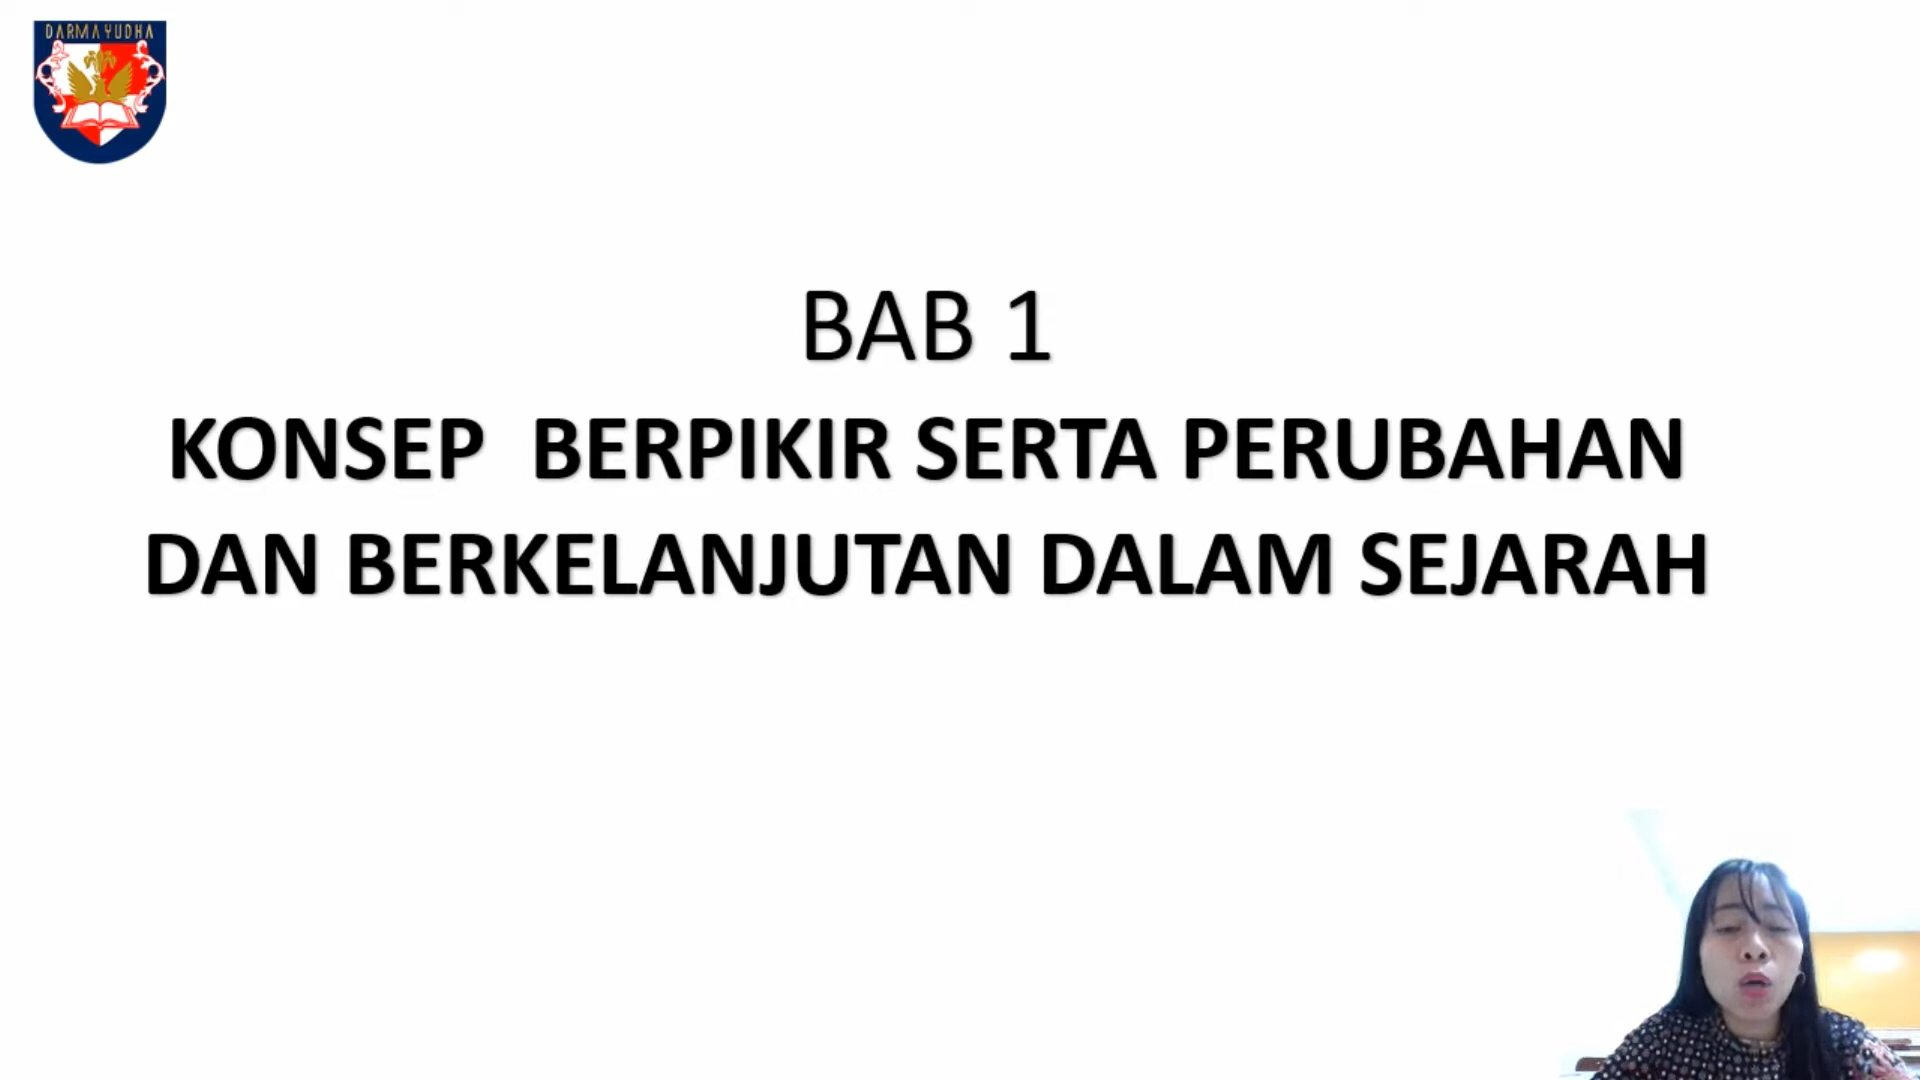 DARMA YUDHA
BAB 1
KONSEP BERPIKIR SERTA PERUBAHAN
DAN BERKELANJUTAN DALAM SEJARAH